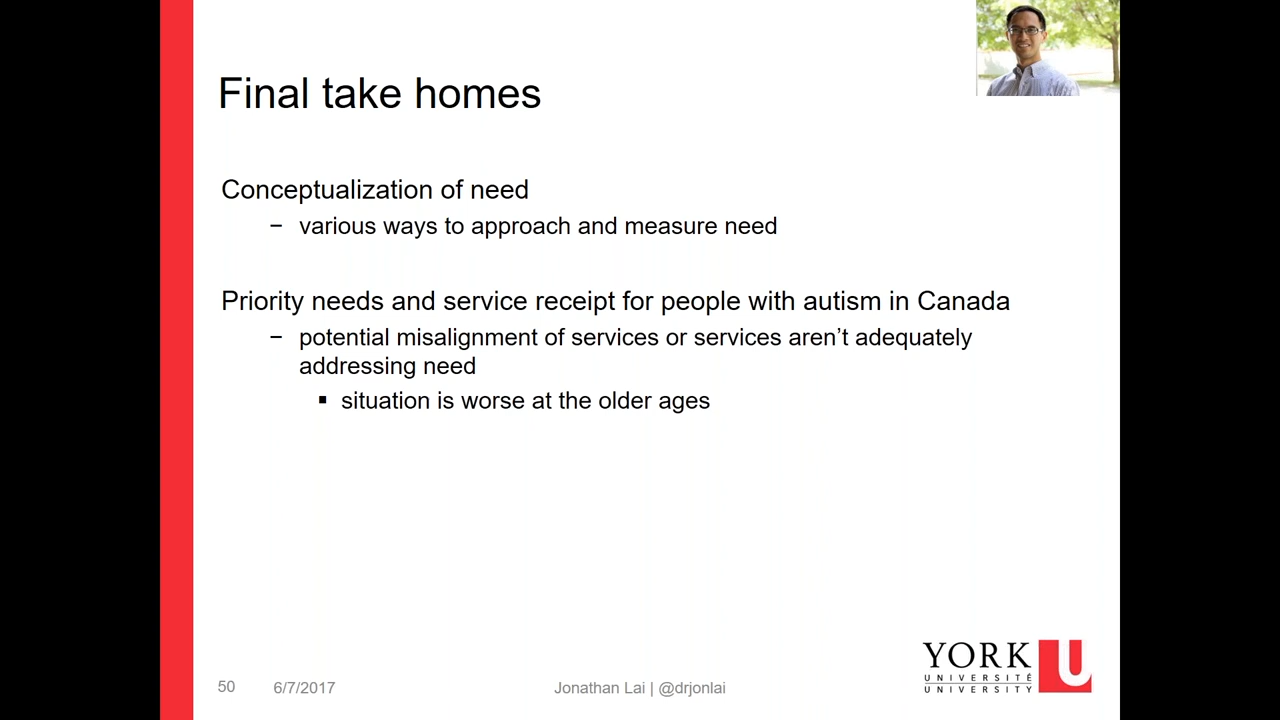 Final take homes
Conceptualization of need
− various ways to approach and measure need
Priority needs and service receipt for people with autism in Canada
− potential misalignment of services or services aren’t adequately
addressing need
▪ situation is worse at the older ages
YORK U
UNIVERSITÉ
UNIVERSITY
50 6/7/2017 Jonathan Lai | @drjonlai